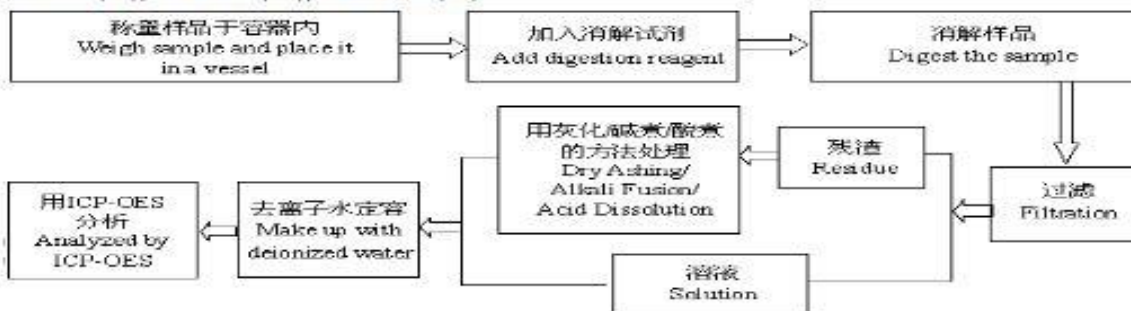 称量样品于容器内
Weigh sample and place it
in a vessel
加入消解试剂
Add digestion reagent
消解样品
Digest the sample
过滤
Filtration
残渣
Residue
用灰化/碱煮/酸煮
的方法处理
Dry Ashing/
Alkali Fusion/
Acid Dissolution
溶液
Solution
去离子水定容
Make up with
deionized water
用ICP-OES
分析
Analyzed by
ICP-OES